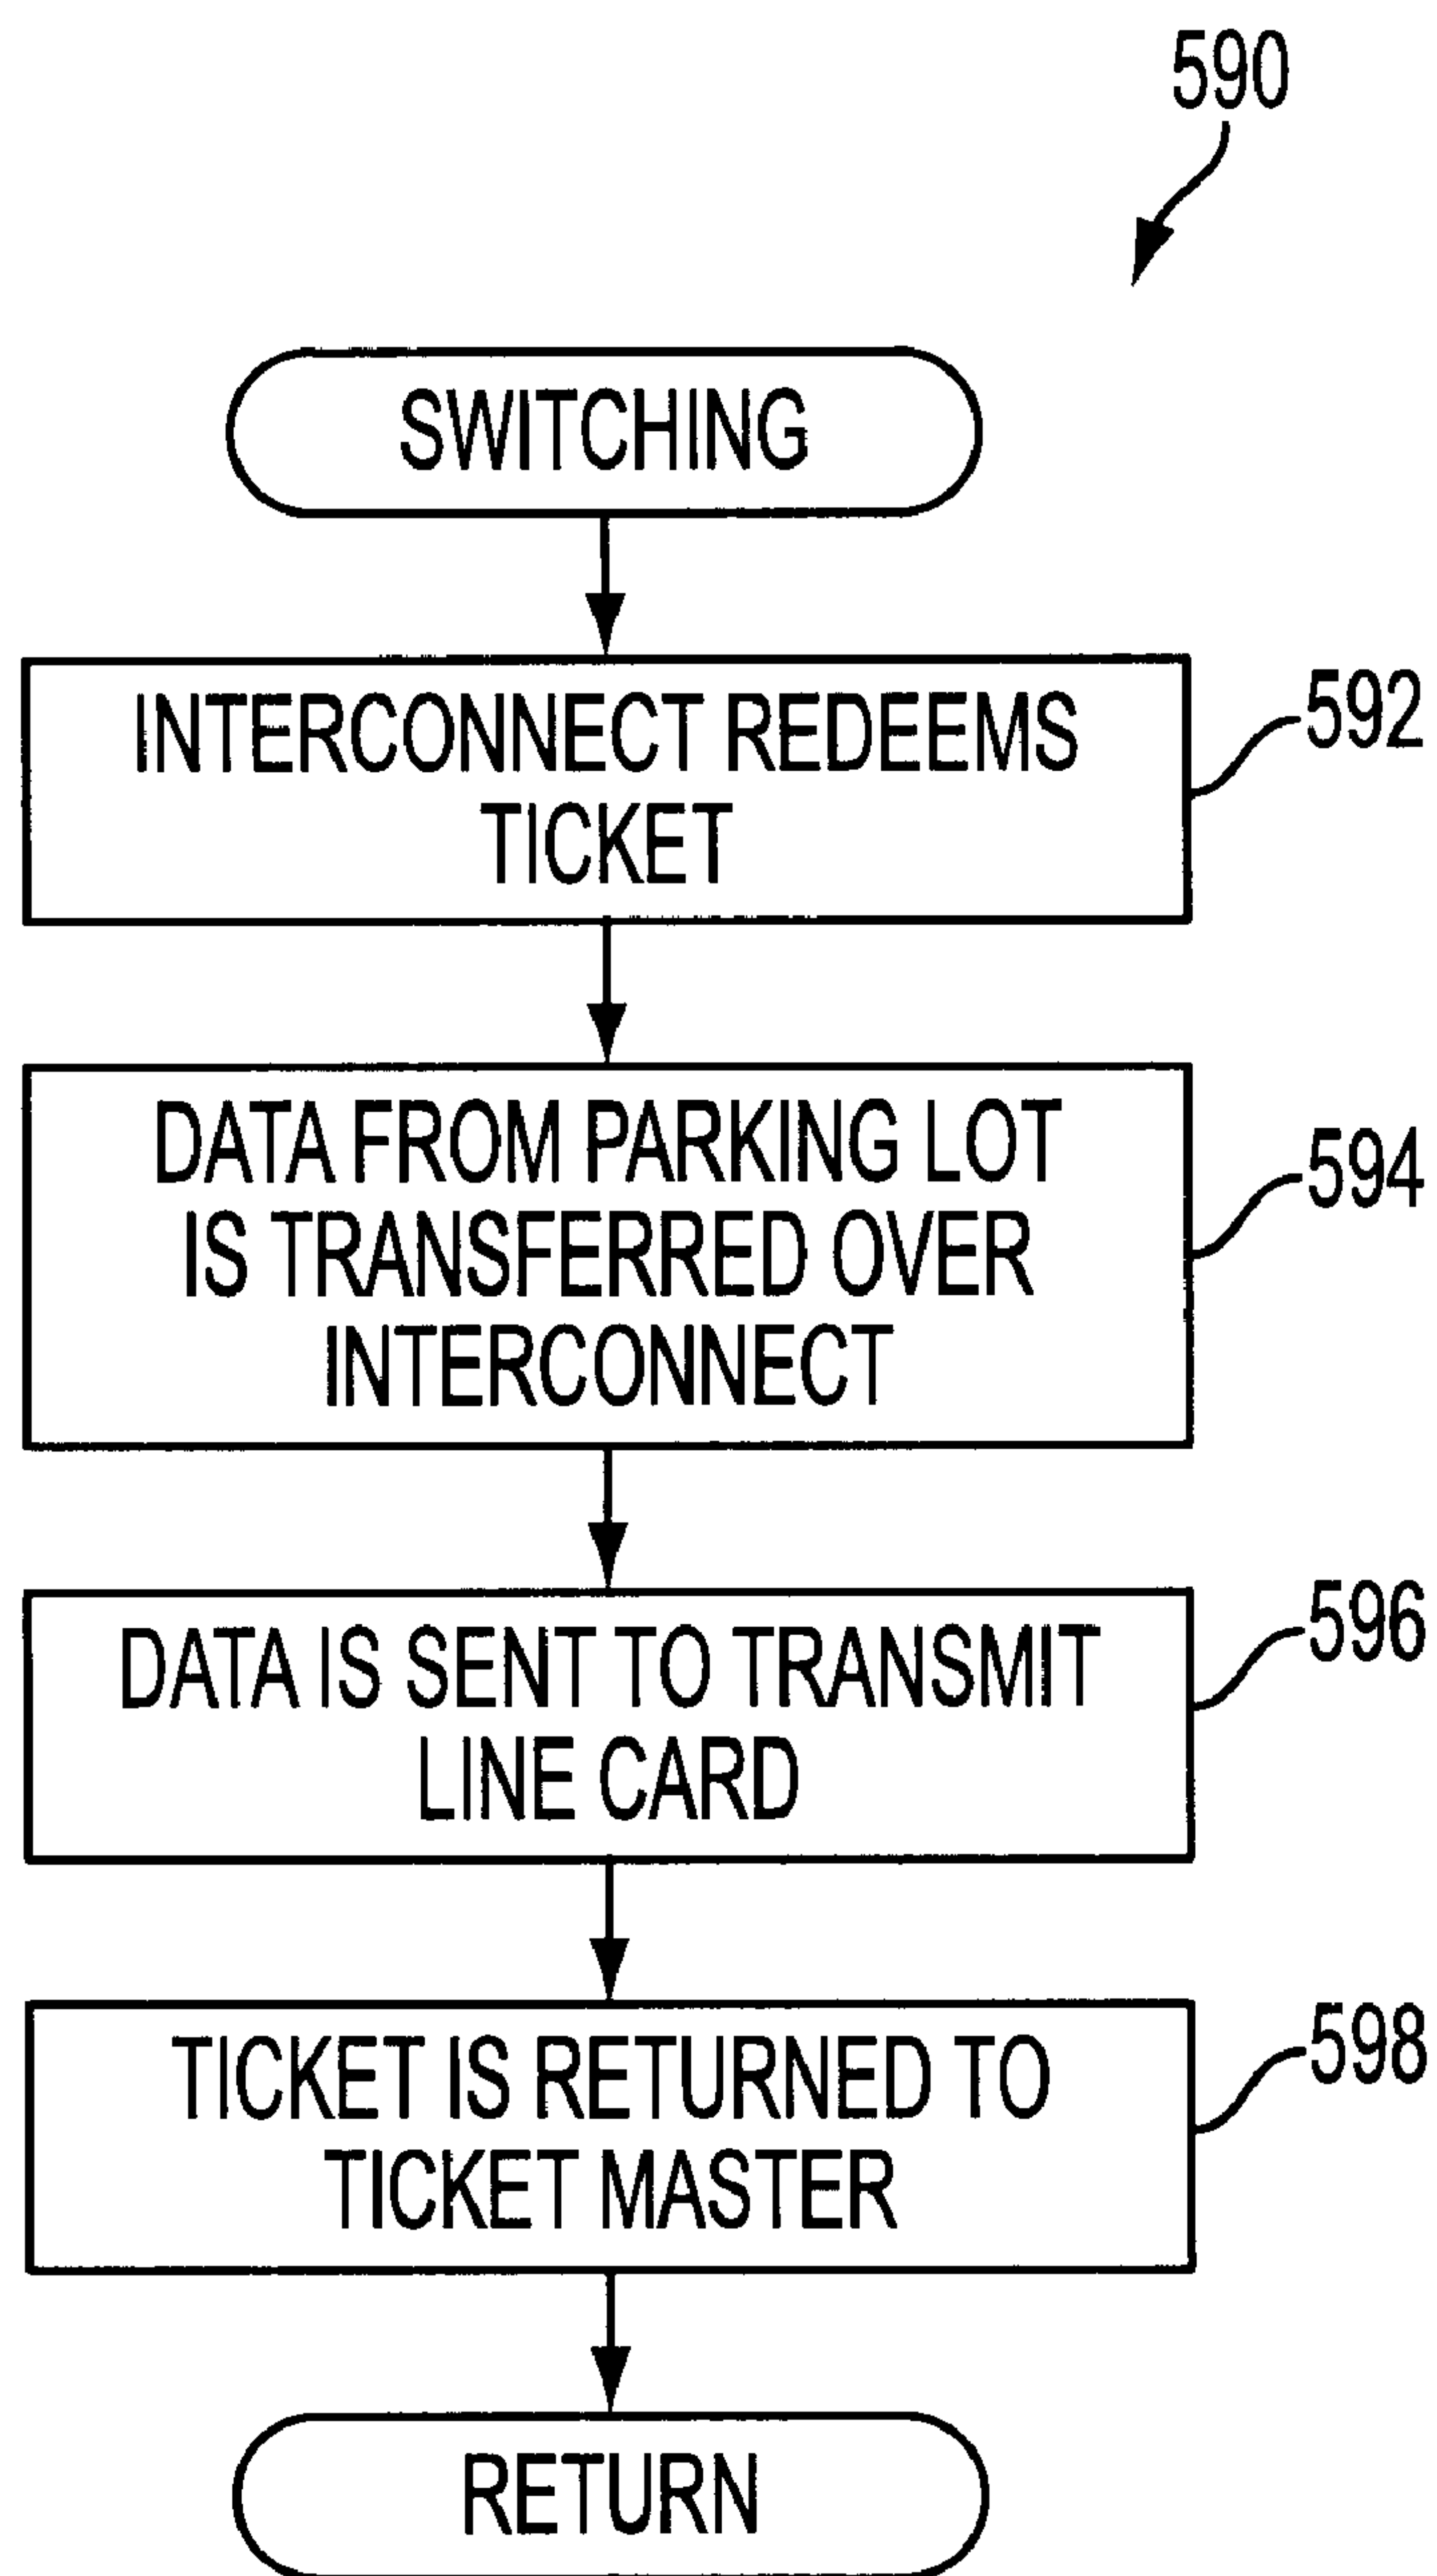 590
SWITCHING
INTERCONNECT REDEEMS
TICKET
592
DATA FROM PARKING LOT
IS TRANSFERRED OVER
INTERCONNECT
594
DATA IS SENT TO TRANSMIT
LINE CARD
596
TICKET IS RETURNED TO
TICKET MASTER
598
RETURN